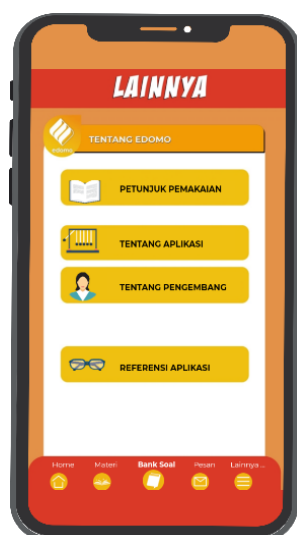 LAINNYA
edomo
TENTANG EDOMO
PETUNJUK PEMAKAIAN
TENTANG APLIKASI
TENTANG PENGEMBANG
REFERENSI APLIKASI
Home Materi Bank Soal Pesan Lainnya ...